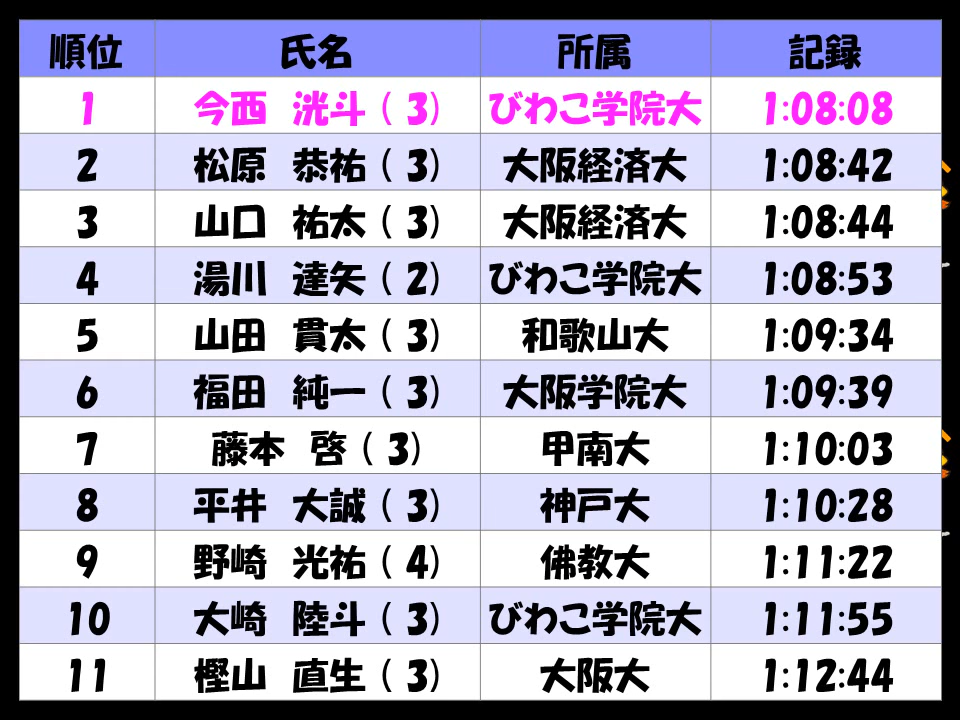 順位 氏名 所属 記録
1 今西 洸斗（3） びわこ学院大 1:08:08
2 松原 恭祐（3） 大阪経済大 1:08:42
3 山口 祐太（3） 大阪経済大 1:08:44
4 湯川 達矢（2） びわこ学院大 1:08:53
5 山田 貫太（3） 和歌山大 1:09:34
6 福田 純一（3） 大阪学院大 1:09:39
7 藤本 啓（3） 甲南大 1:10:03
8 平井 大誠（3） 神戸大 1:10:28
9 野崎 光祐（4） 佛教大 1:11:22
10 大崎 陸斗（3） びわこ学院大 1:11:55
11 樫山 直生（3） 大阪大 1:12:44